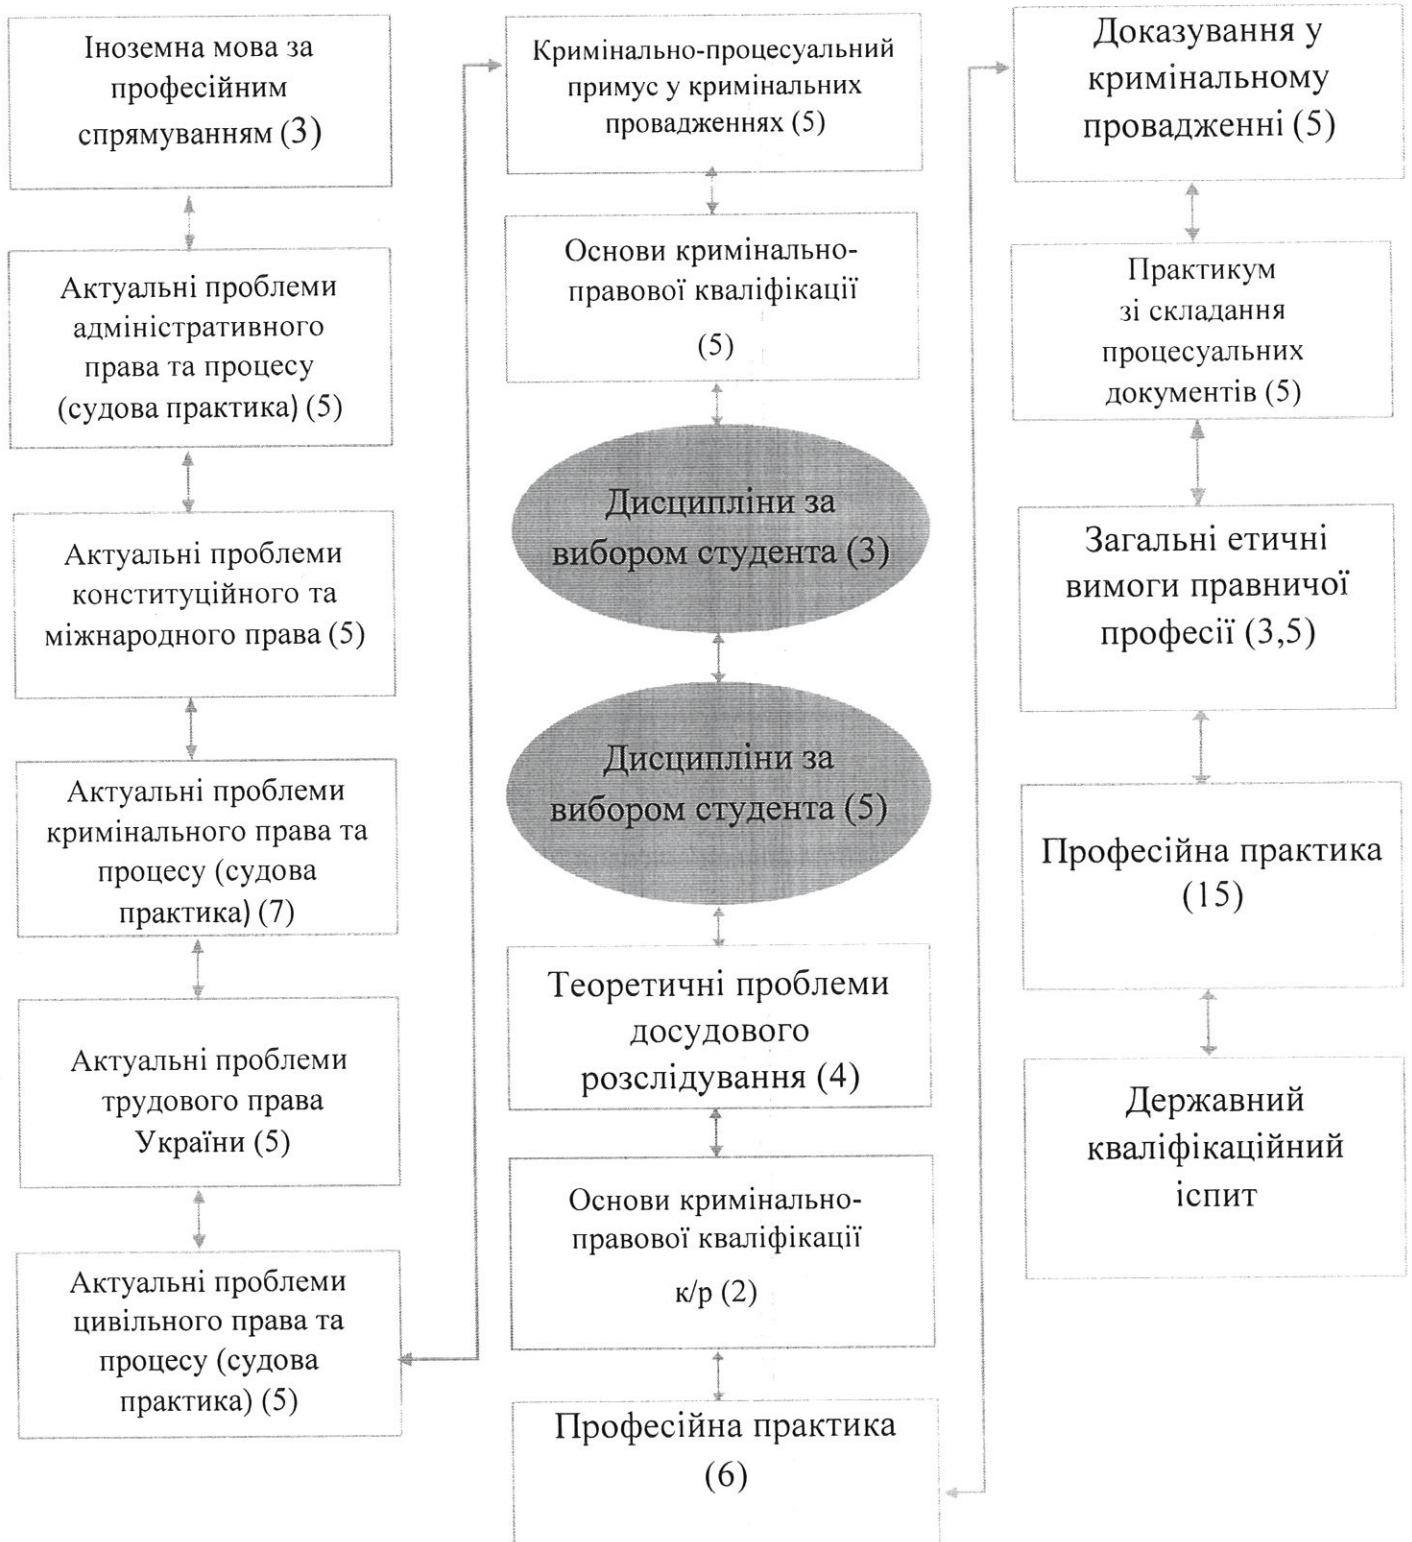 Іноземна мова за
професійним
спрямуванням (3)
Актуальні проблеми
адміністративного
права та процесу
(судова практика) (5)
Актуальні проблеми
конституційного та
міжнародного права (5)
Актуальні проблеми
кримінального права та
процесу (судова
практика) (7)
Актуальні проблеми
трудового права
України (5)
Актуальні проблеми
цивільного права та
процесу (судова
практика) (5)
Кримінально-процесуальний
примус у кримінальних
провадженнях (5)
Основи кримінально-
правової кваліфікації
(5)
Дисципліни за
вибором студента (3)
Дисципліни за
вибором студента (5)
Теоретичні проблеми
досудового
розслідування (4)
Основи кримінально-
правової кваліфікації
к/р (2)
Професійна практика
(6)
Доказування у
кримінальному
провадженні (5)
Практикум
зі складання
процесуальних
документів (5)
Загальні етичні
вимоги правничої
професії (3,5)
Професійна практика
(15)
Державний
кваліфікаційний
іспит